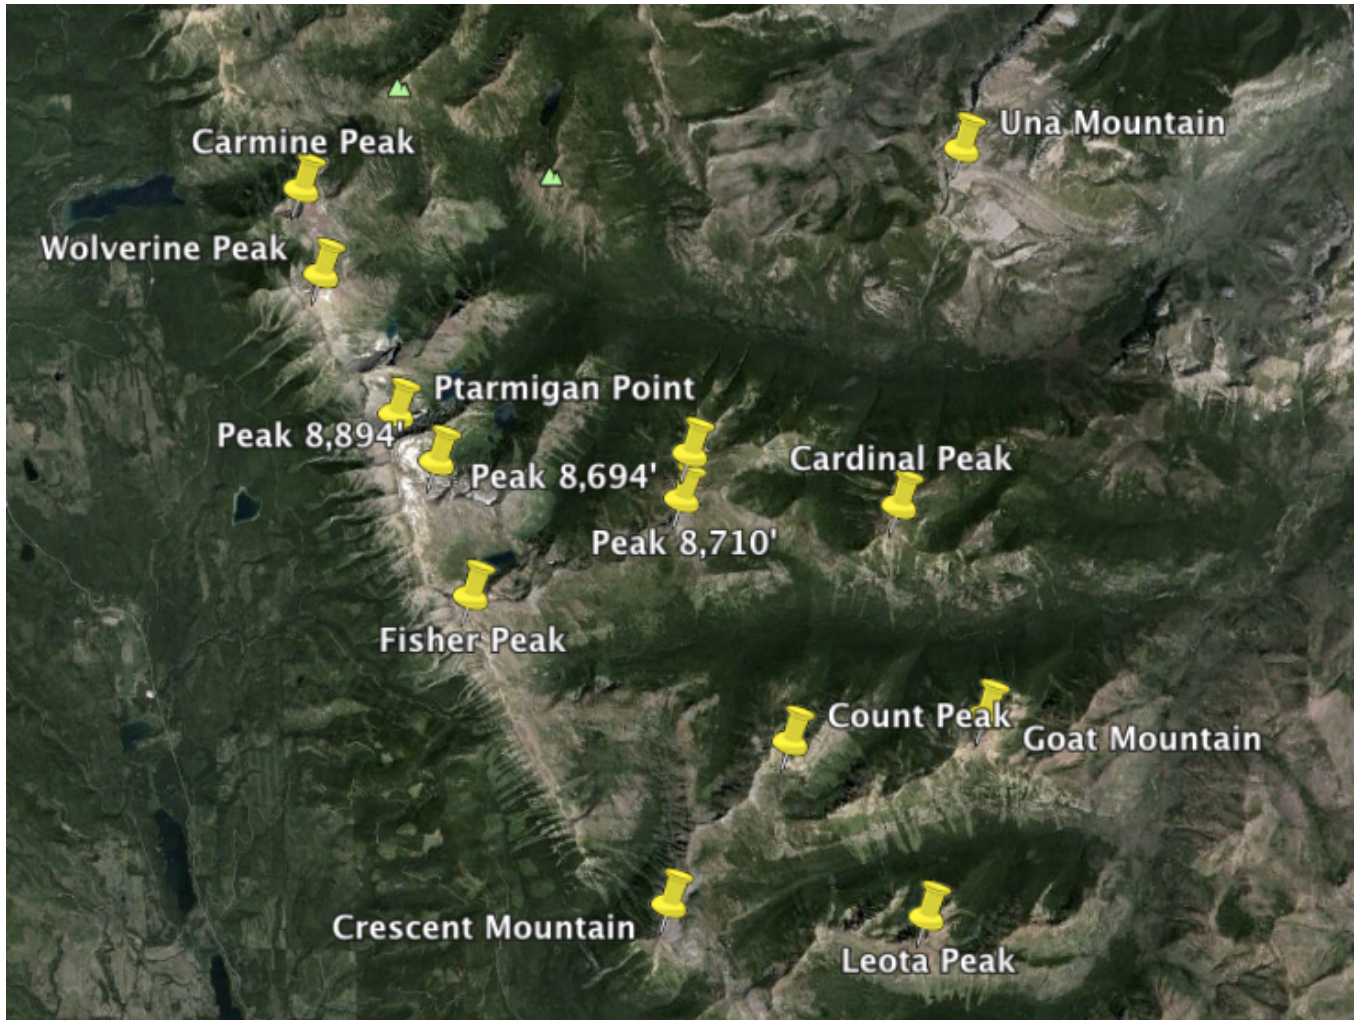 Una Mountain
Carmine Peak
Wolverine Peak
Ptarmigan Point
Peak 8,894'
Cardinal Peak
Peak 8,694'
Peak 8,710'
Fisher Peak
Count Peak
Goat Mountain
Crescent Mountain
Leota Peak